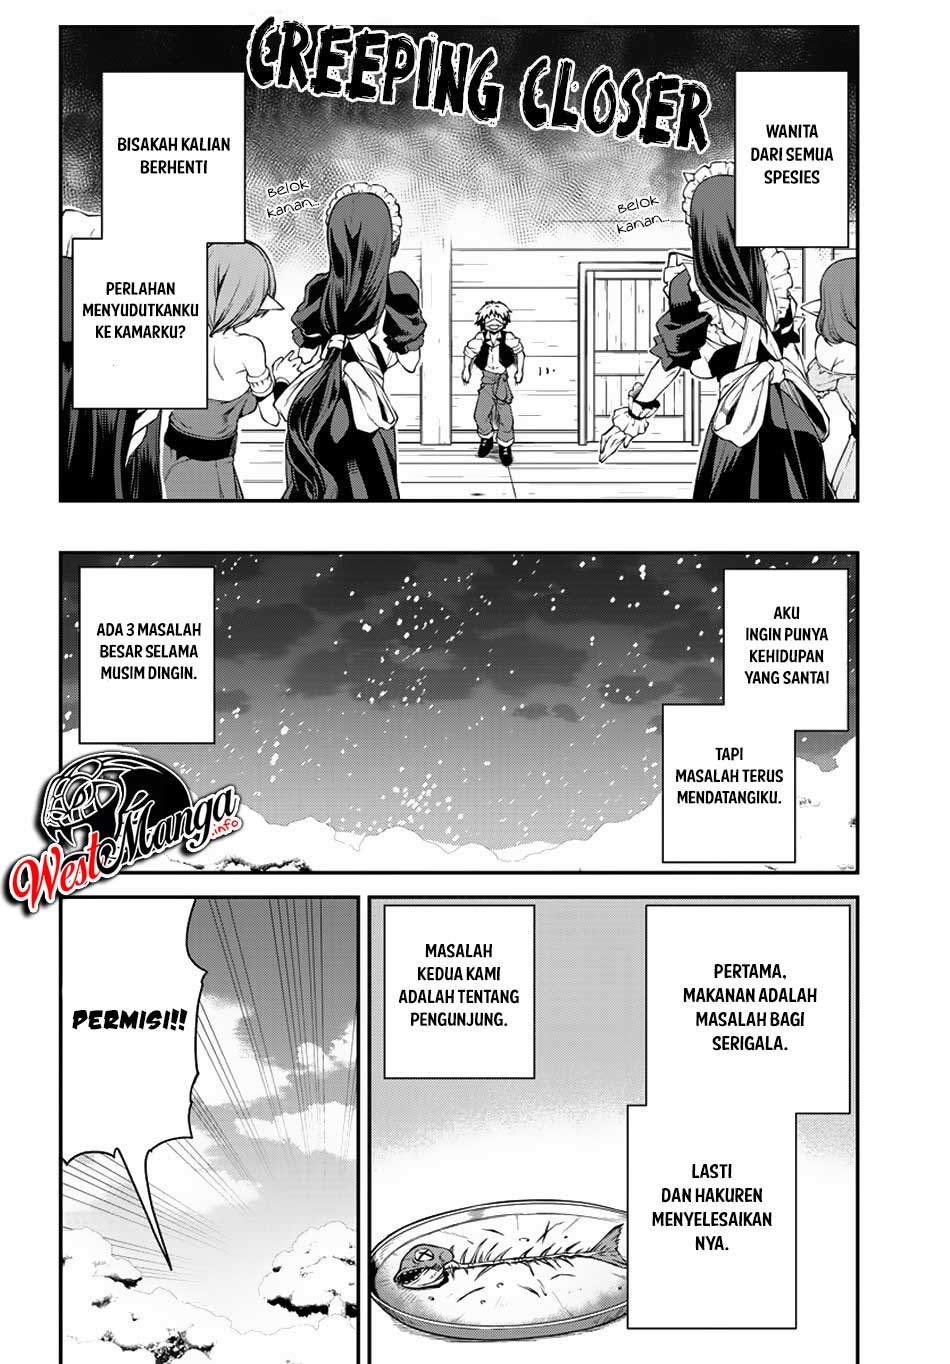 CREEPING CLOSER
WANITA
DARI SEMUA
SPESIES
BISAKAH KALIAN
BERHENTI
PERLAHAN
MENYUDUTKANKU
KE KAMARKU?
Belok
kanan...
Belok
kanan...
...
AKU
INGIN PUNYA
KEHIDUPAN
YANG SANTAI
TAPI
MASALAH TERUS
MENDATANGIKU.
ADA 3 MASALAH
BESAR SELAMA
MUSIM DINGIN.
WestManga
.info
PERTAMA,
MAKANAN ADALAH
MASALAH BAGI
SERIGALA.
LASTI
DAN HAKUREN
MENYELESAIKAN
NYA.
MASALAH
KEDUA KAMI
ADALAH TENTANG
PENGUNJUNG.
PERMISI!!